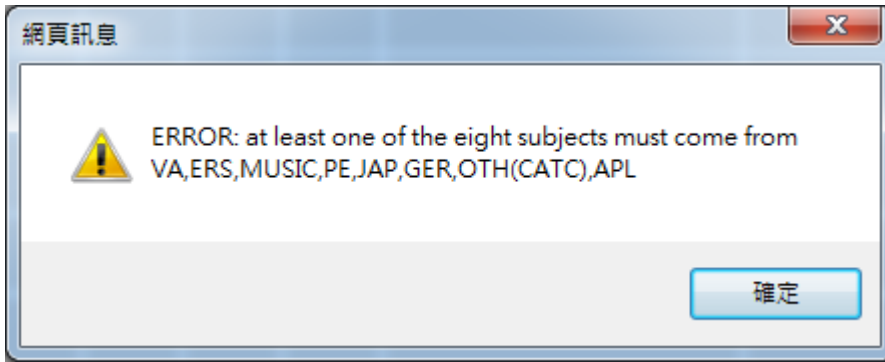 網頁訊息
ERROR: at least one of the eight subjects must come from
VA,ERS,MUSIC,PE,JAP,GER,OTH(CATC),APL
確定